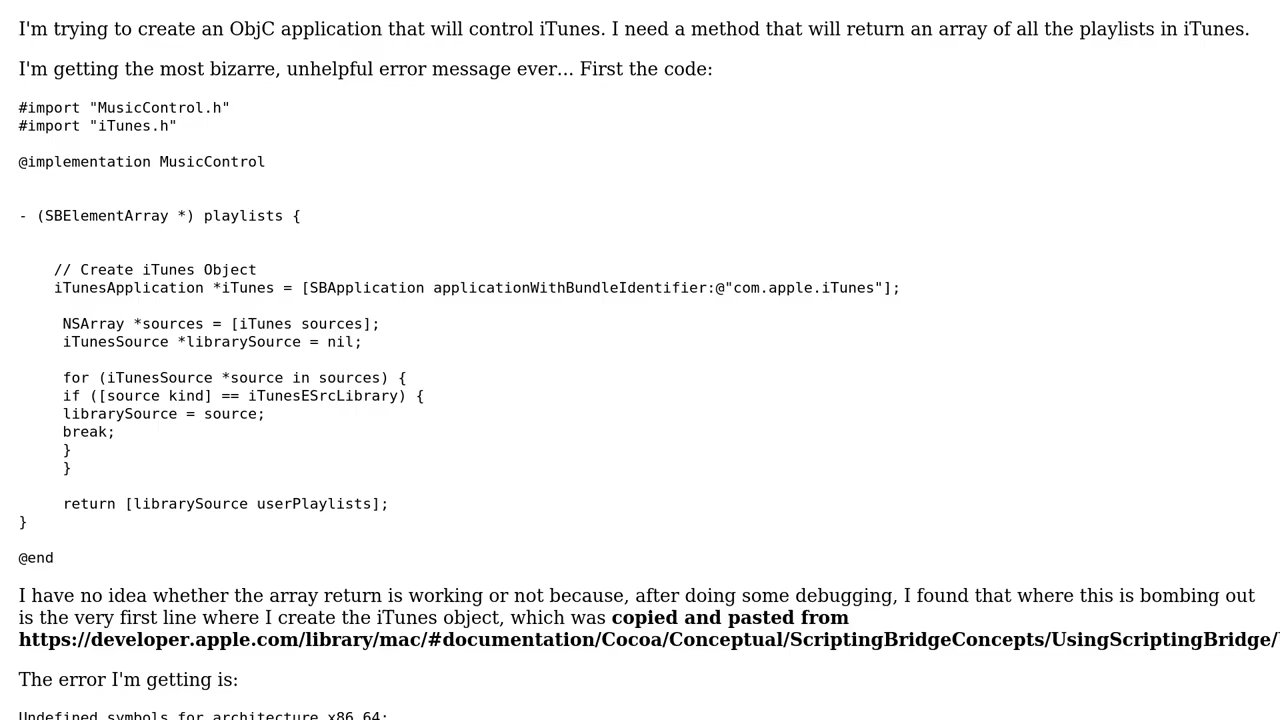 I'm trying to create an ObjC application that will control iTunes. I need a method that will return an array of all the playlists in iTunes.
I'm getting the most bizarre, unhelpful error message ever... First the code:
#import "MusicControl.h"
#import "iTunes.h"
@implementation MusicControl
- (SBElementArray *) playlists {
// Create iTunes Object
iTunesApplication *iTunes = [SBApplication applicationWithBundleIdentifier:@"com.apple.iTunes"];
NSArray *sources = [iTunes sources];
iTunesSource *librarySource = nil;
for (iTunesSource *source in sources) {
if ([source kind] == iTunesESrcLibrary) {
librarySource = source;
break;
}
}
return [librarySource userPlaylists];
}
@end
I have no idea whether the array return is working or not because, after doing some debugging, I found that where this is bombing out
is the very first line where I create the iTunes object, which was copied and pasted from
https://developer.apple.com/library/mac/#documentation/Cocoa/Conceptual/ScriptingBridgeConcepts/UsingScriptingBridge/
The error I'm getting is:
Undefined symbols for architecture x86_64: